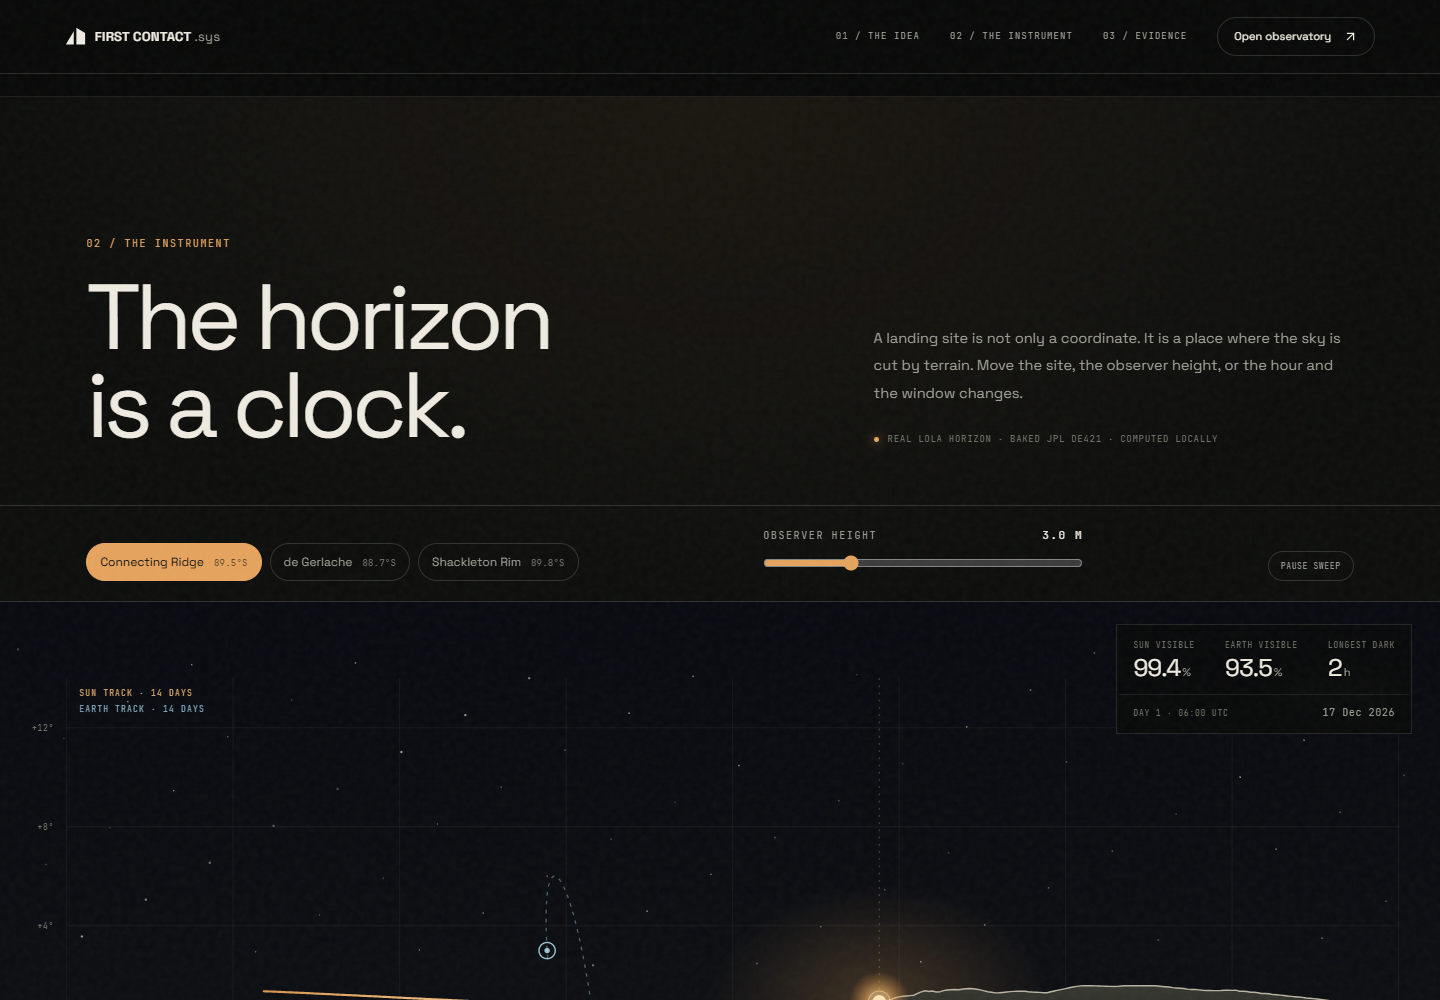 FIRST CONTACT .sys
01 / THE IDEA
02 / THE INSTRUMENT
03 / EVIDENCE
Open observatory
02 / THE INSTRUMENT
The horizon
is a clock.
A landing site is not only a coordinate. It is a place where the sky is
cut by terrain. Move the site, the observer height, or the hour and
the window changes.
REAL LOLA HORIZON · BAKED JPL DE421 · COMPUTED LOCALLY
Connecting Ridge 89.5°S
de Gerlache 88.7°S
Shackleton Rim 89.8°S
OBSERVER HEIGHT 3.0 M
PAUSE SWEEP
SUN VISIBLE EARTH VISIBLE LONGEST DARK
99.4% 93.5% 2h
DAY 1 · 06:00 UTC 17 Dec 2026
SUN TRACK · 14 DAYS
EARTH TRACK · 14 DAYS
+12°
+8°
+4°